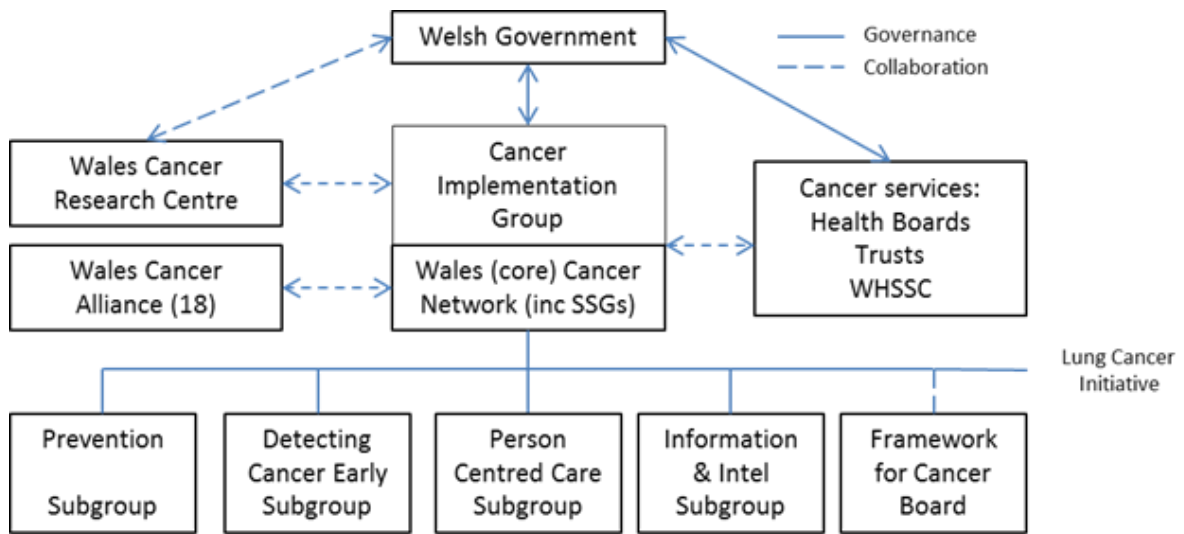 Welsh Government
Governance
Collaboration
Wales Cancer
Research Centre
Cancer
Implementation
Group
Cancer services:
Health Boards
Trusts
WHSSC
Wales Cancer
Alliance (18)
Wales (core) Cancer
Network (inc SSGs)
Lung Cancer
Initiative
Prevention
Subgroup
Detecting
Cancer Early
Subgroup
Person
Centred Care
Subgroup
Information
& Intel
Subgroup
Framework
for Cancer
Board